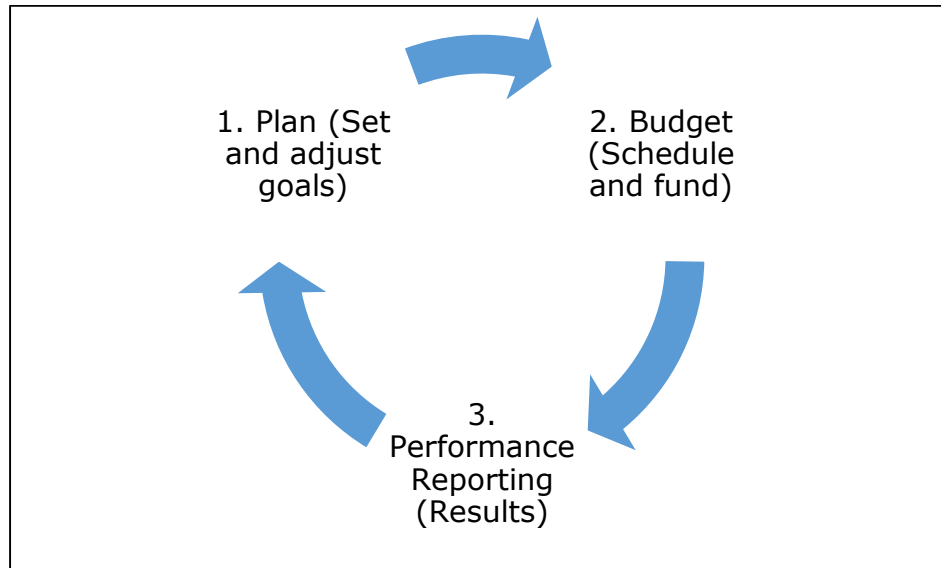 1. Plan (Set
and adjust
goals)
2. Budget
(Schedule
and fund)
3.
Performance
Reporting
(Results)